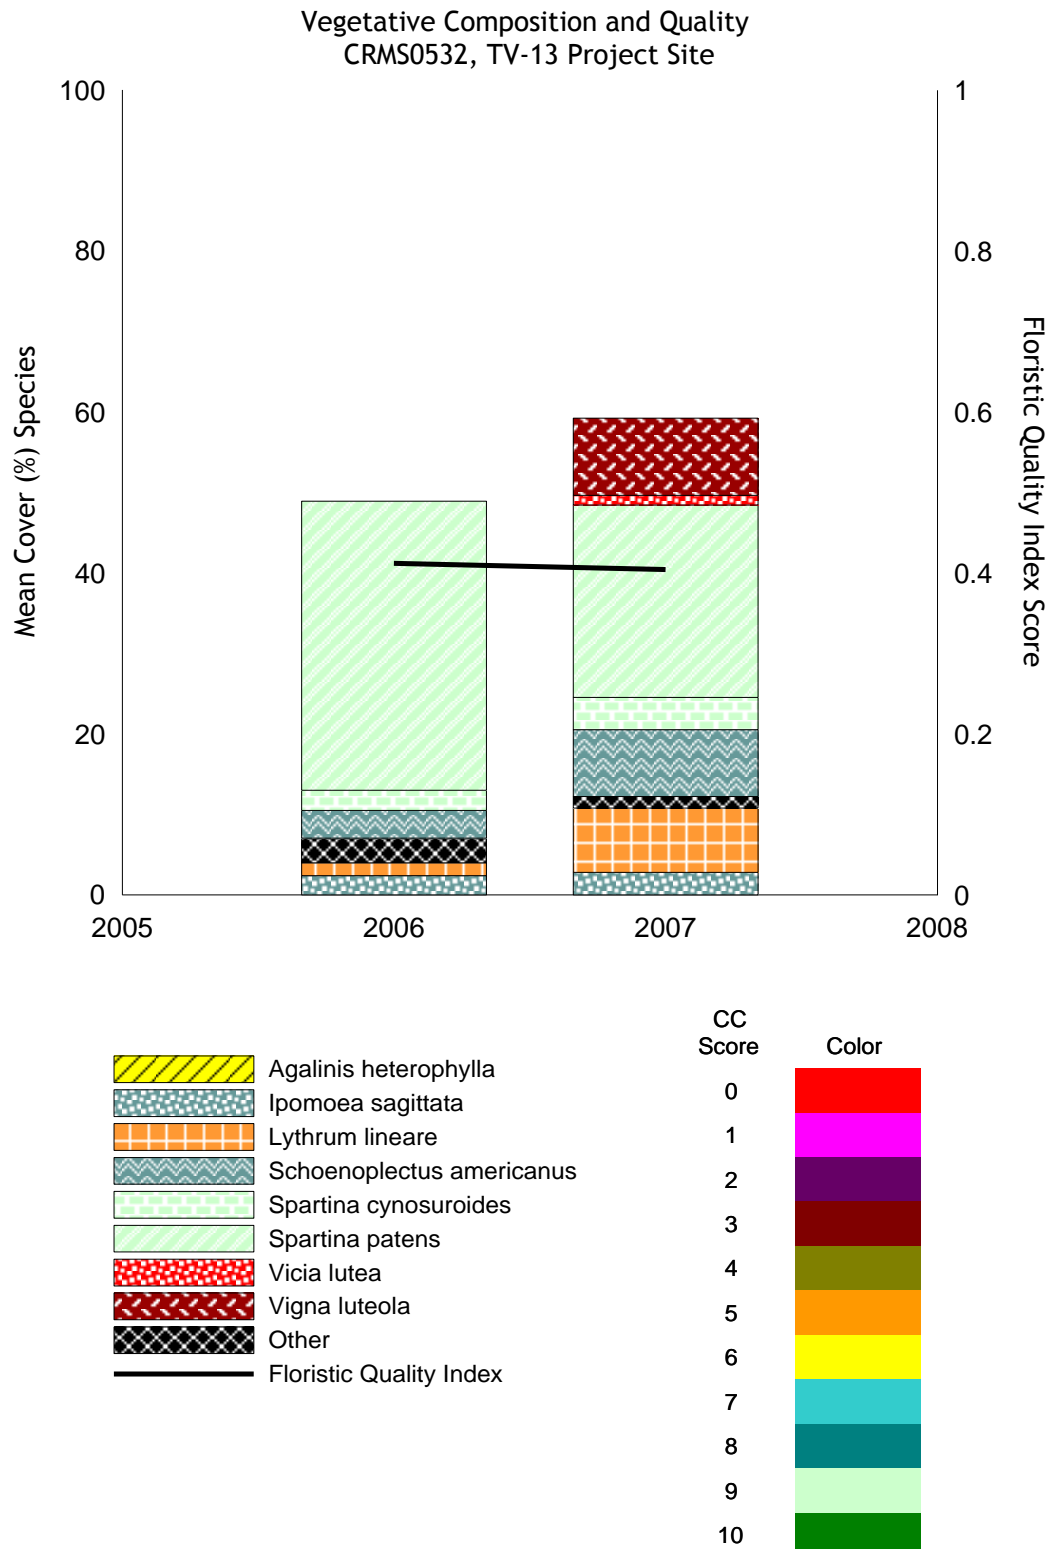 Vegetative Composition and Quality
CRMS0532, TV-13 Project Site
100
80
60
40
20
0
Mean Cover (%) Species
1
0.8
0.6
0.4
0.2
0
Floristic Quality Index Score
2005
2006
2007
2008
Agalinis heterophylla
Ipomoea sagittata
Lythrum lineare
Schoenoplectus americanus
Spartina cynosuroides
Spartina patens
Vicia lutea
Vigna luteola
Other
Floristic Quality Index
CC
Score
Color
0
1
2
3
4
5
6
7
8
9
10